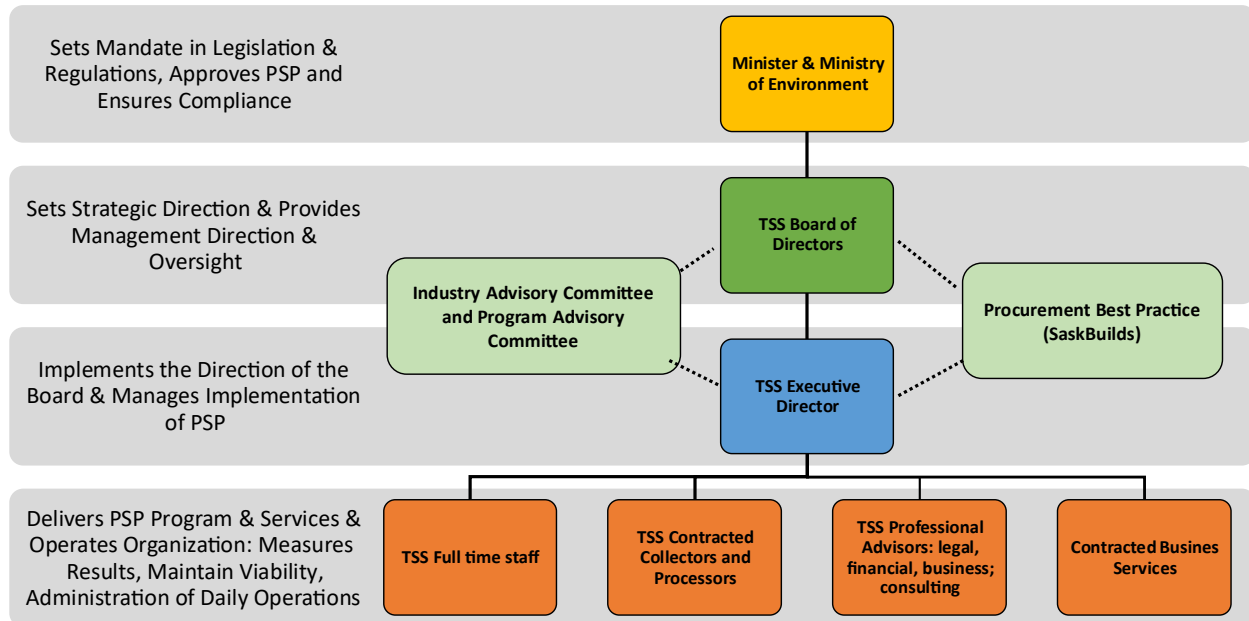 Sets Mandate in Legislation &
Regulations, Approves PSP and
Ensures Compliance
Minister & Ministry
of Environment
Sets Strategic Direction & Provides
Management Direction &
Oversight
TSS Board of
Directors
Industry Advisory Committee
and Program Advisory
Committee
Procurement Best Practice
(SaskBuilds)
Implements the Direction of the
Board & Manages Implementation
of PSP
TSS Executive
Director
Delivers PSP Program & Services &
Operates Organization: Measures
Results, Maintain Viability,
Administration of Daily Operations
TSS Full time staff
TSS Contracted
Collectors and
Processors
TSS Professional
Advisors: legal,
financial, business;
consulting
Contracted Busines
Services